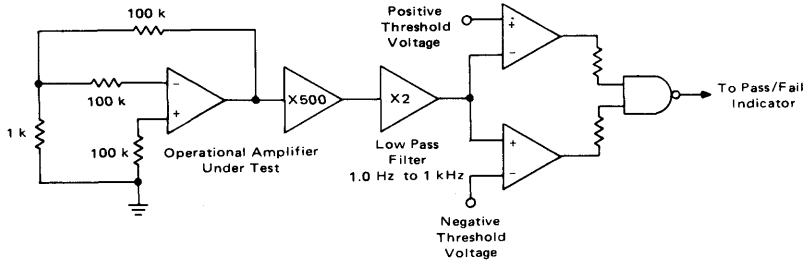 100 k
100 k
1 k
100 k
-
+
Operational Amplifier
Under Test
X500
X2
Low Pass
Filter
1.0 Hz to 1 kHz
Positive
Threshold
Voltage
+
-
+
-
Negative
Threshold
Voltage
To Pass/Fail
Indicator